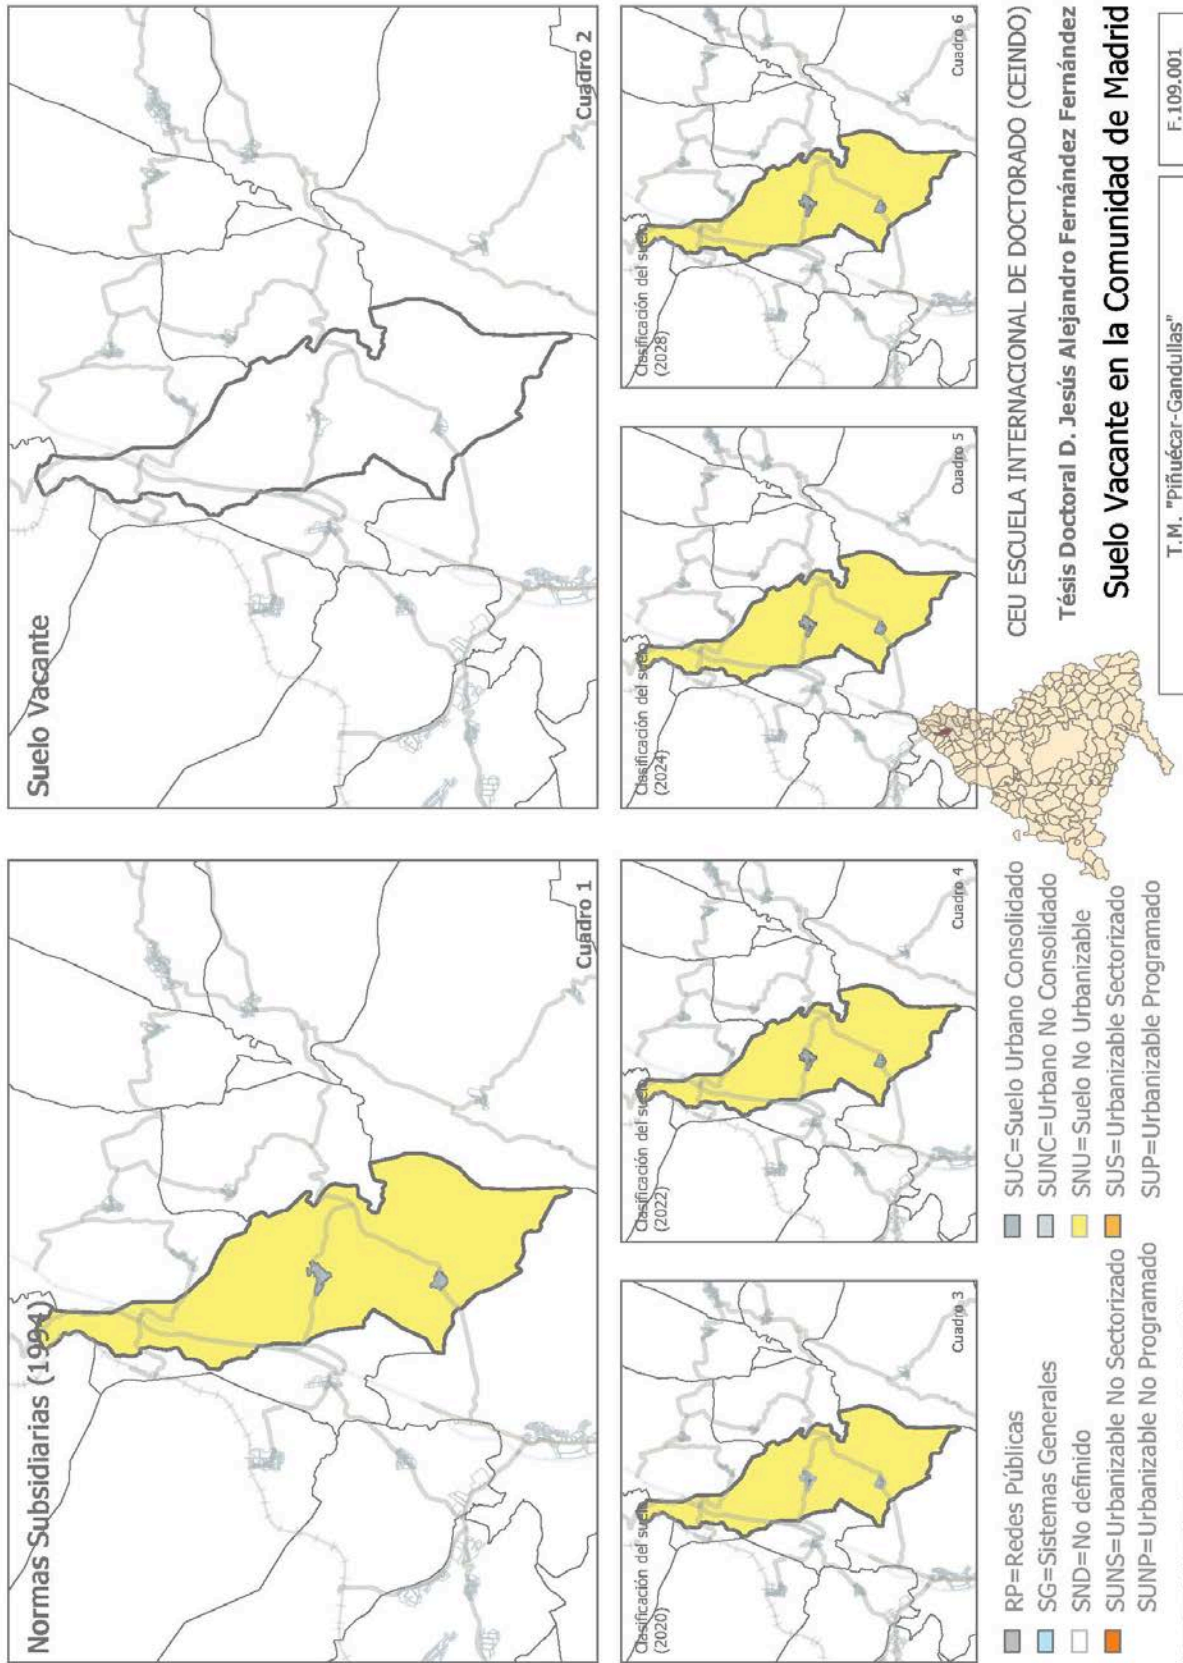 Normas Subsidiarias (1994)
Cuadro 1
Suelo Vacante
Cuadro 2
Clasificación del suelo
(2020)
Cuadro 3
Clasificación del suelo
(2022)
Cuadro 4
Clasificación del suelo
(2024)
Cuadro 5
Clasificación del suelo
(2028)
Cuadro 6
RP=Redes Públicas
SG=Sistemas Generales
SND=No definido
SUNS=Urbanizable No Sectorizado
SUNP=Urbanizable No Programado
SUC=Suelo Urbano Consolidado
SUNC=Urbano No Consolidado
SNU=Suelo No Urbanizable
SUS=Urbanizable Sectorizado
SUP=Urbanizable Programado
CEU ESCUELA INTERNACIONAL DE DOCTORADO (CEINDO)
Tésis Doctoral D. Jesús Alejandro Fernández Fernández
Suelo Vacante en la Comunidad de Madrid
T.M. "Piñuécar-Gandullas"
F.109.001